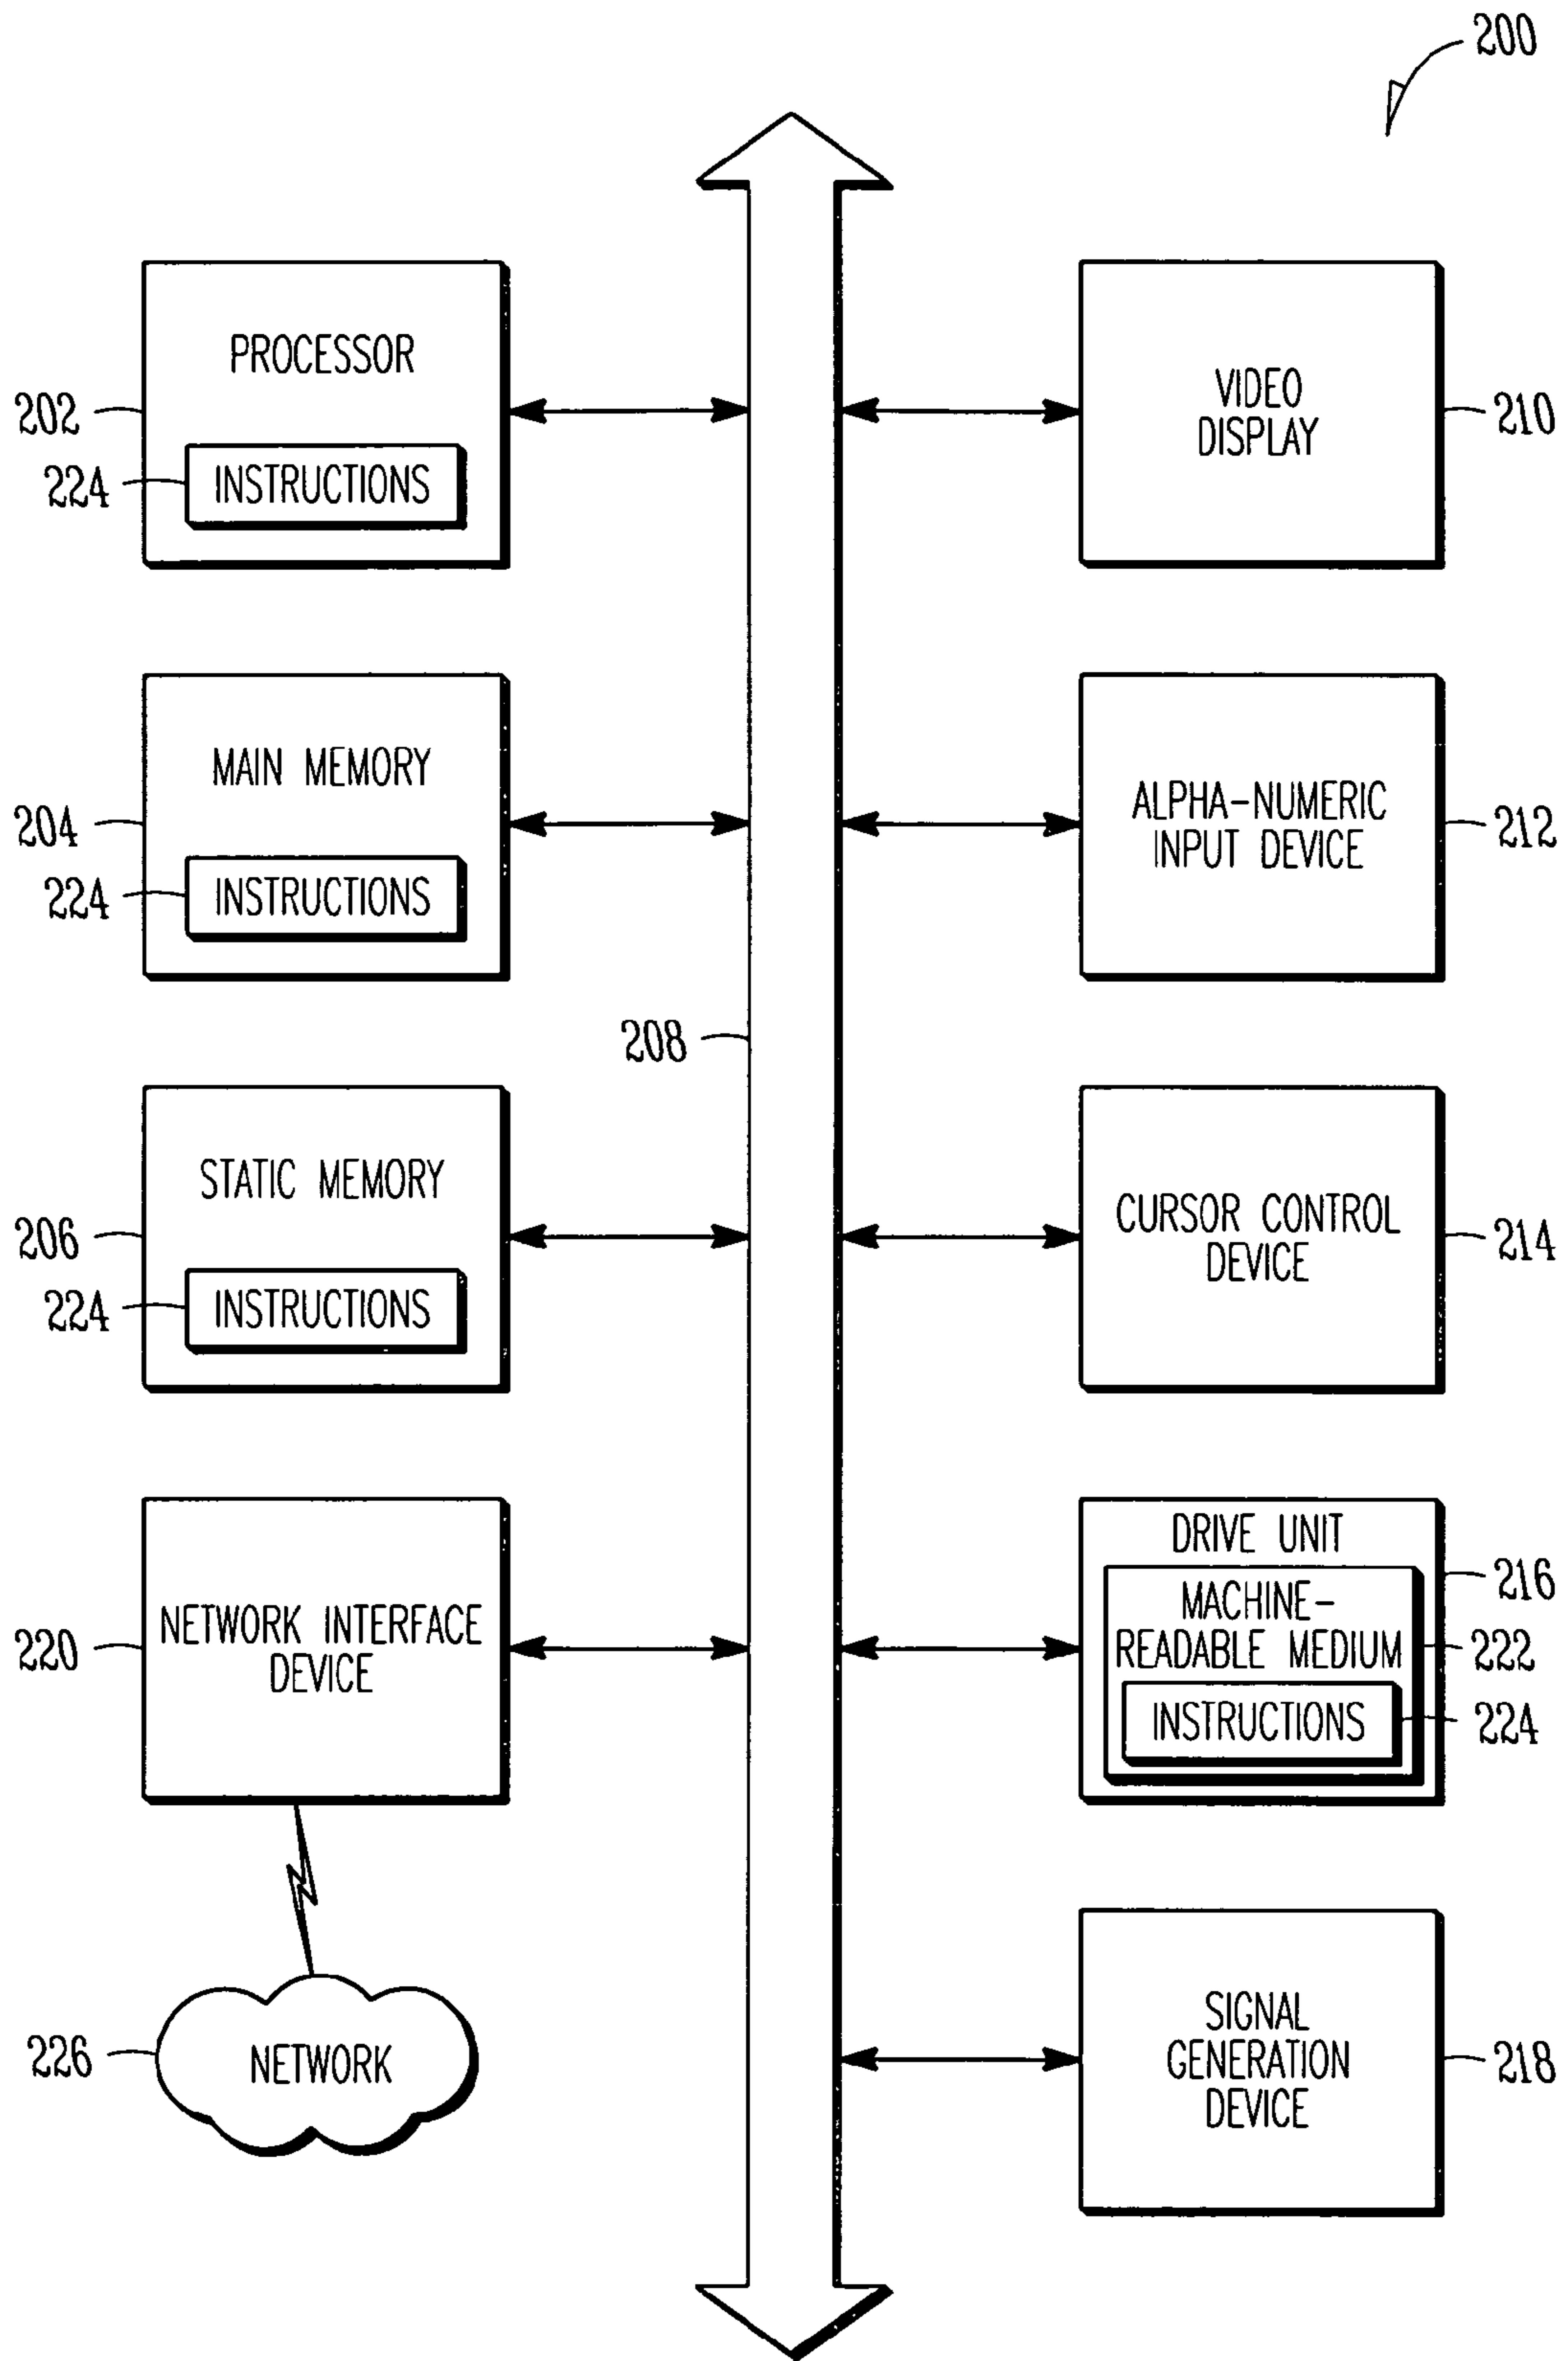 200
PROCESSOR
202
224
INSTRUCTIONS
VIDEO
DISPLAY
210
MAIN MEMORY
204
224
INSTRUCTIONS
ALPHA-NUMERIC
INPUT DEVICE
212
208
STATIC MEMORY
206
224
INSTRUCTIONS
CURSOR CONTROL
DEVICE
214
NETWORK INTERFACE
DEVICE
220
DRIVE UNIT
216
MACHINE-
READABLE MEDIUM
222
INSTRUCTIONS
224
226
NETWORK
SIGNAL
GENERATION
DEVICE
218